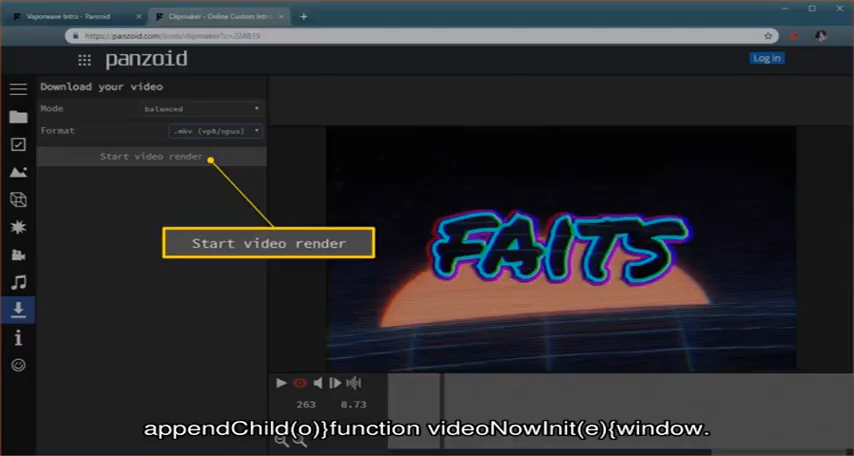 Vaporwave Intro - Panzoid
Clipmaker - Online Custom Intr
https://panzoid.com/tools/clipmaker?c=224819
panzoid
Log in
Download your video
Mode balanced
Format .mkv (vp8/opus)
Start video render
Start video render
FAITS
263 8.73
appendChild(o)}function videoNowInit(e){window.